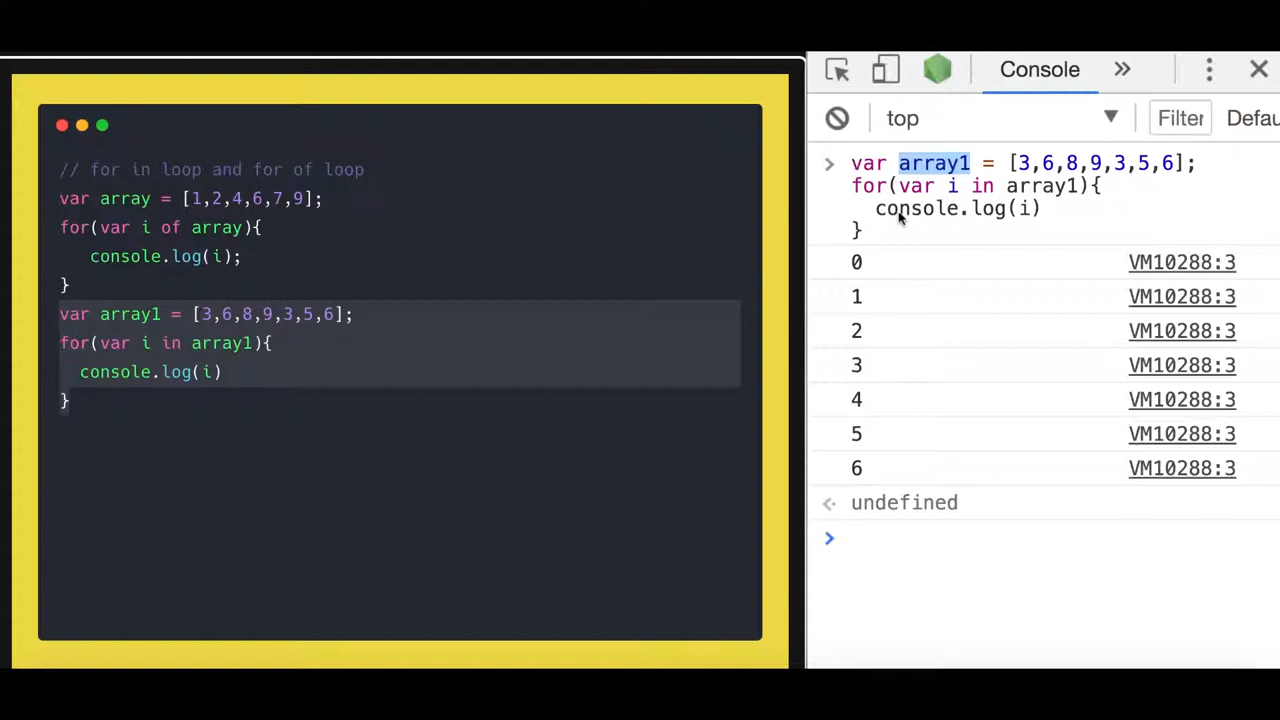 // for in loop and for of loop
var array = [1,2,4,6,7,9];
for(var i of array){
console.log(i);
}
var array1 = [3,6,8,9,3,5,6];
for(var i in array1){
console.log(i)
}
Console »
top ▼ Filter Defau
> var array1 = [3,6,8,9,3,5,6];
for(var i in array1){
console.log(i)
}
0 VM10288:3
1 VM10288:3
2 VM10288:3
3 VM10288:3
4 VM10288:3
5 VM10288:3
6 VM10288:3
undefined
>